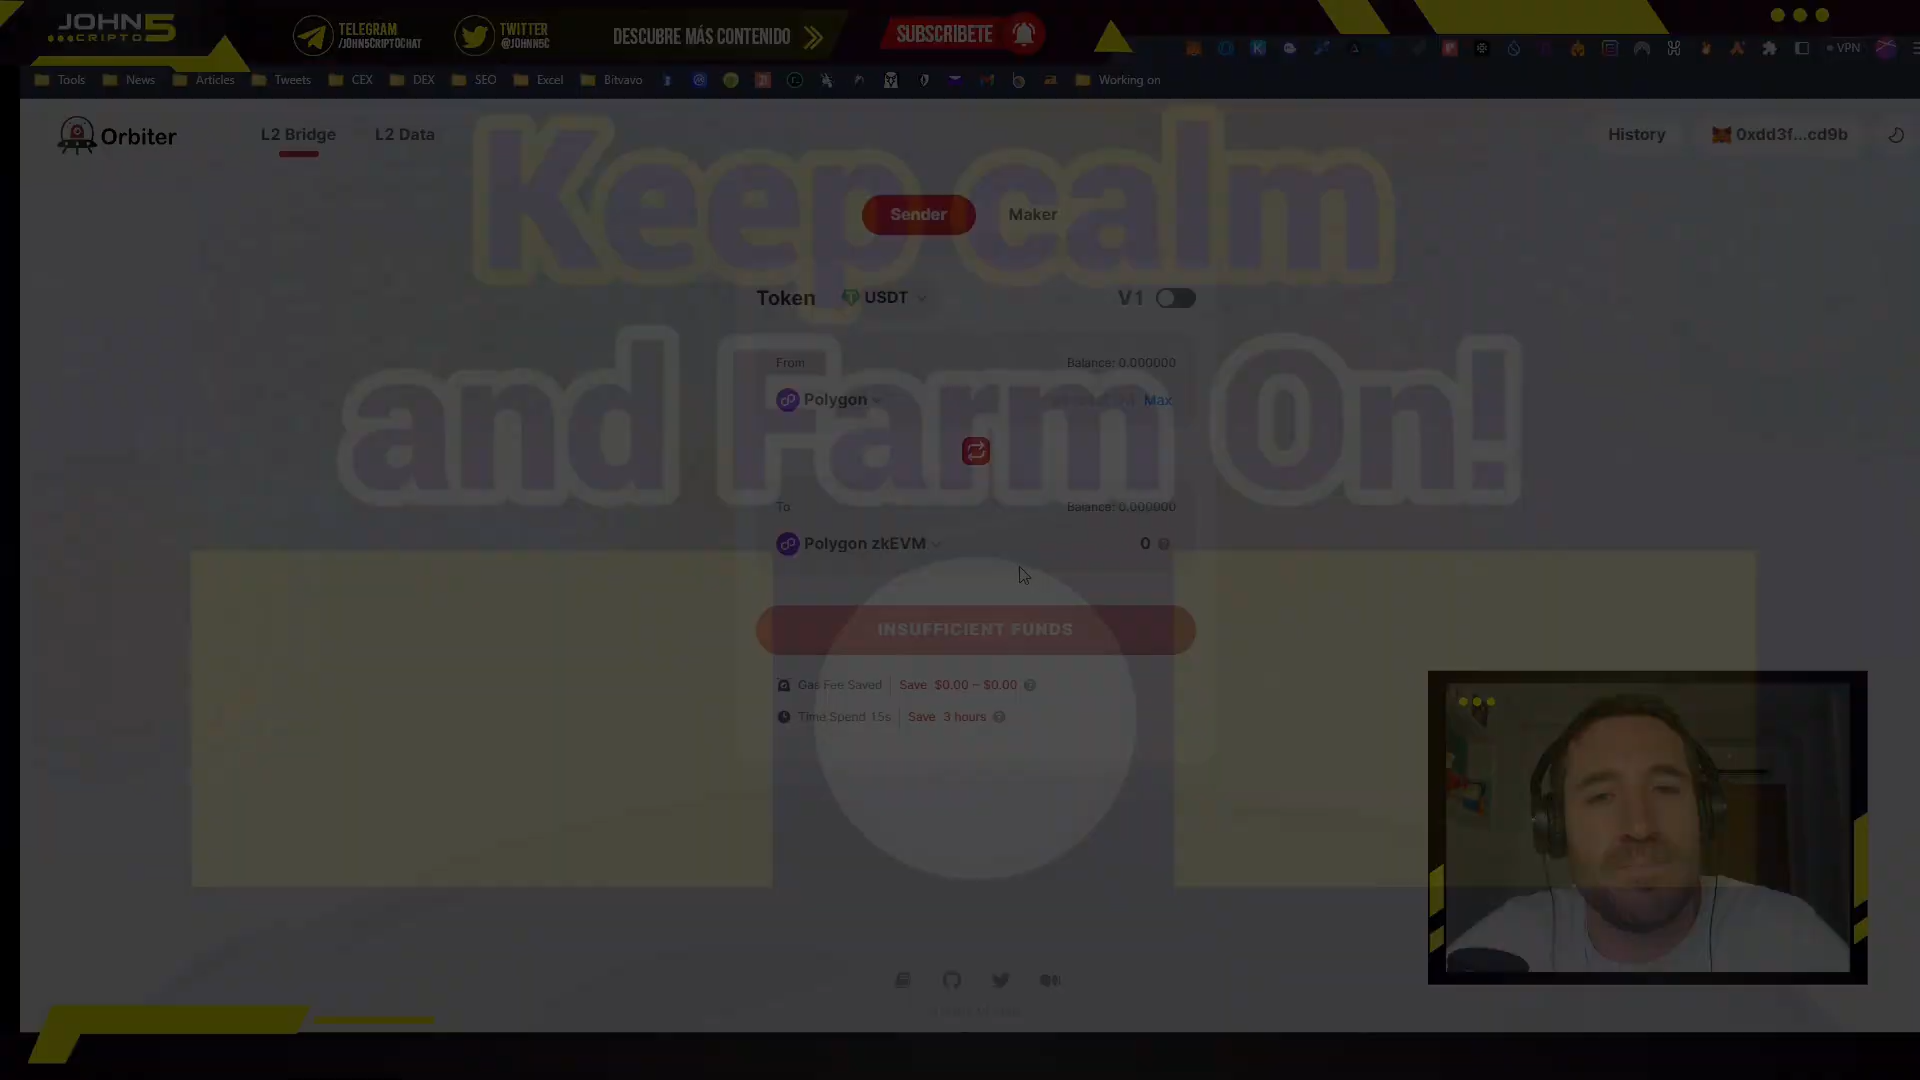 JOHN5
CRIPTO
TELEGRAM
/JOHN5CRIPTOCHAT
TWITTER
@JOHNN5C
DESCUBRE MÁS CONTENIDO
SUBSCRIBETE
VPN
Tools
News
Articles
Tweets
CEX
DEX
SEO
Excel
Bitvavo
Working on
Orbiter
L2 Bridge
L2 Data
History
0xdd3f...cd9b
Keep calm
and Farm On!
Sender
Maker
Token
USDT
V1
From
Balance: 0.000000
Polygon
Max
To
Balance: 0.000000
Polygon zkEVM
0
INSUFFICIENT FUNDS
Gas Fee Saved
Save $0.00 ~ $0.00
Time Spend 15s
Save 3 hours